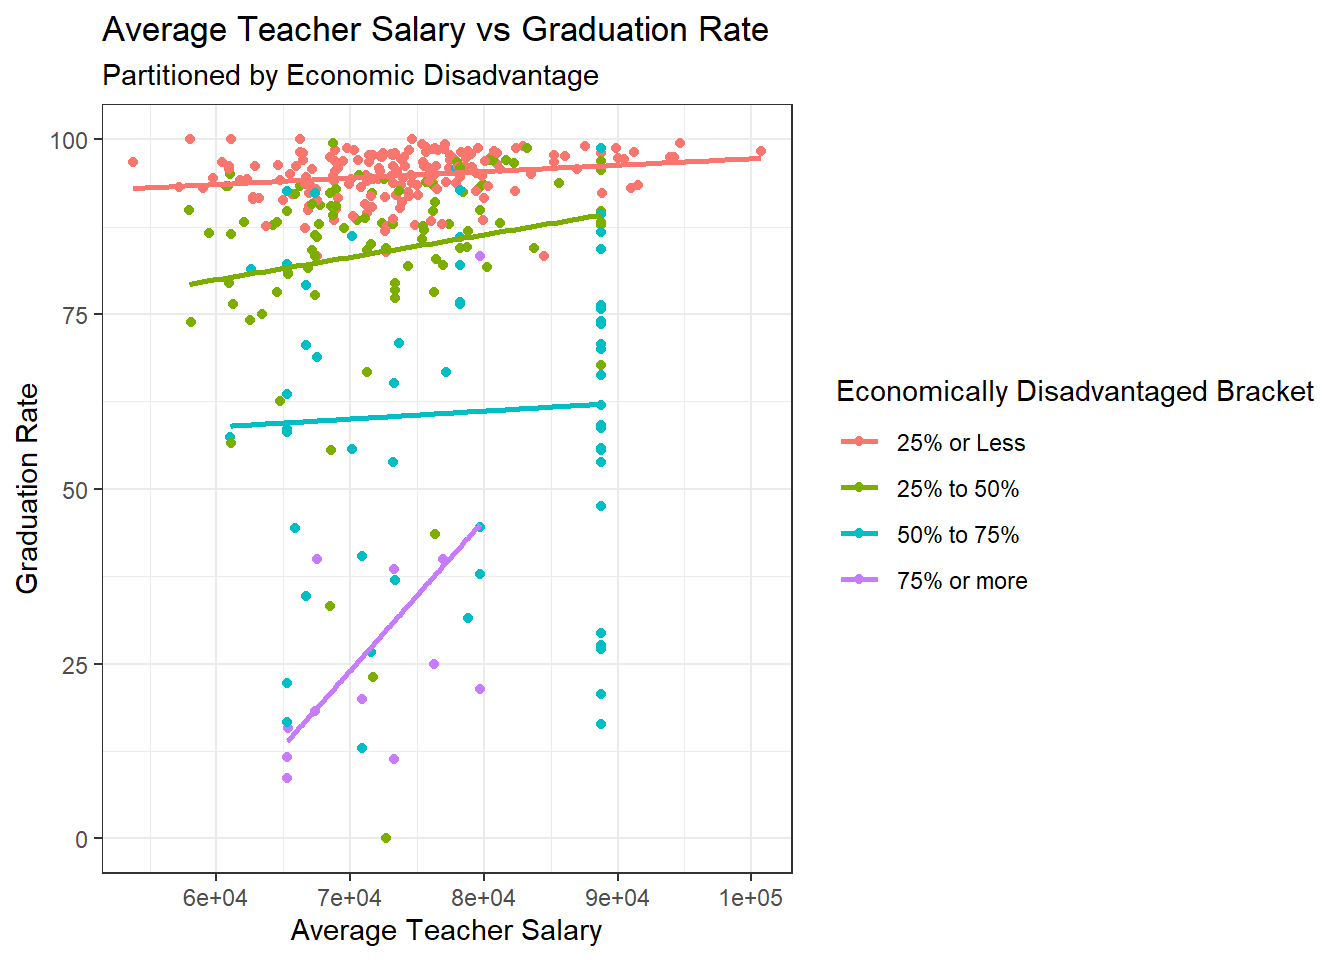 Average Teacher Salary vs Graduation Rate
Partitioned by Economic Disadvantage
100
75
50
25
0
Graduation Rate
6e+04 7e+04 8e+04 9e+04 1e+05
Average Teacher Salary
Economically Disadvantaged Bracket
25% or Less
25% to 50%
50% to 75%
75% or more